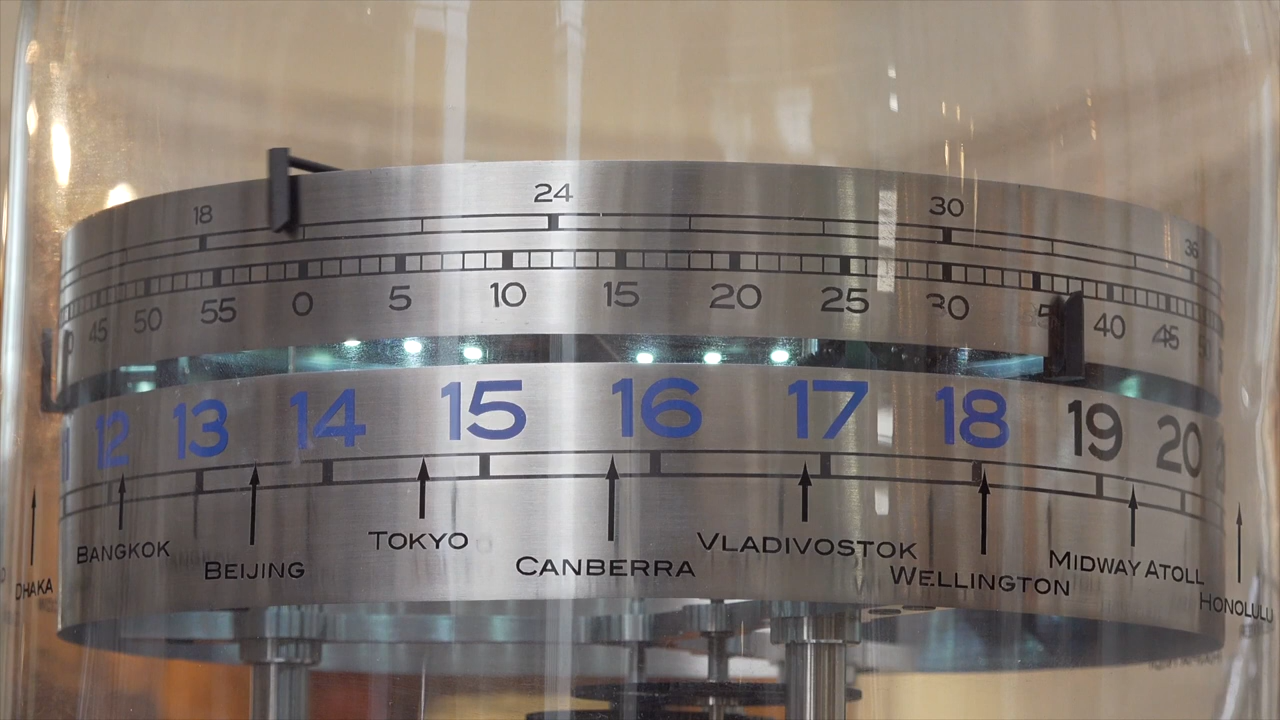 18 24 30 36
45 50 55 0 5 10 15 20 25 30 40 45
12 13 14 15 16 17 18 19 20
DHAKA BANGKOK BEIJING TOKYO CANBERRA VLADIVOSTOK WELLINGTON MIDWAY ATOLL HONOLULU